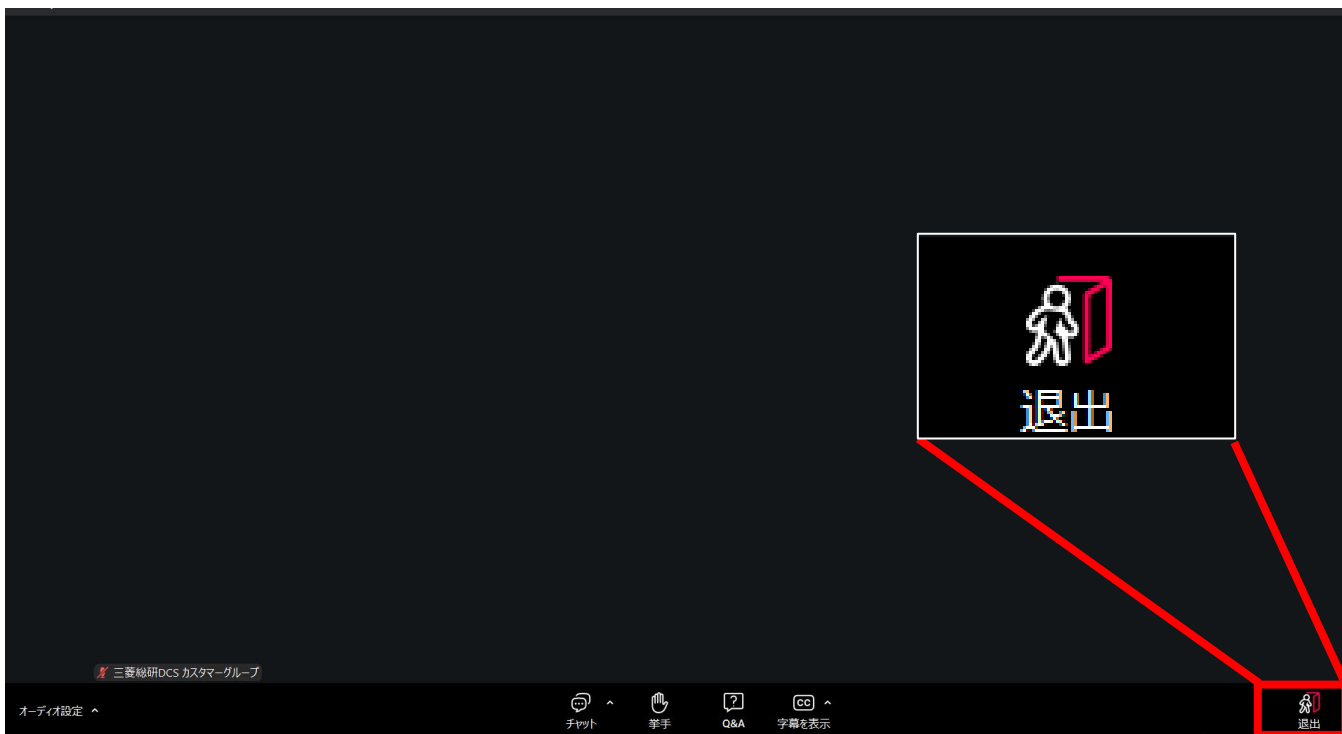 退出
三菱総研DCS カスタマーグループ
オーディオ設定
チャット
挙手
Q&A
CC
字幕を表示
退出